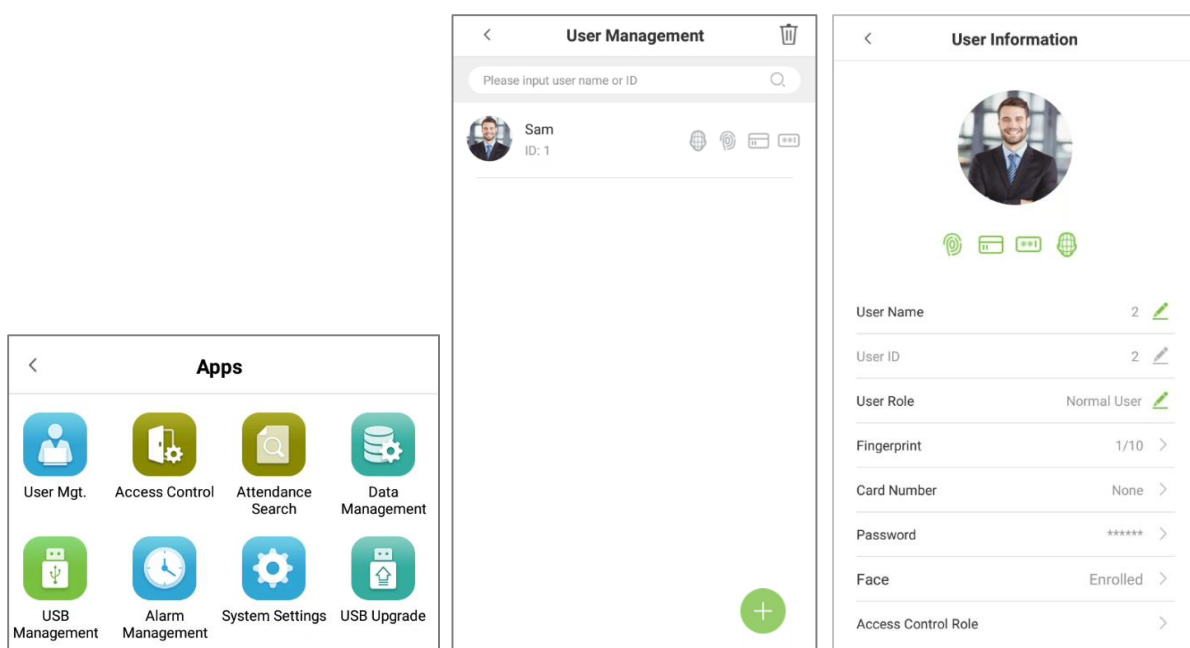 Apps
User Mgt.
Access Control
Attendance
Search
Data
Management
USB
Management
Alarm
Management
System Settings
USB Upgrade
User Management
Please input user name or ID
Sam
ID: 1
User Information
User Name 2
User ID 2
User Role Normal User
Fingerprint 1/10
Card Number None
Password ******
Face Enrolled
Access Control Role